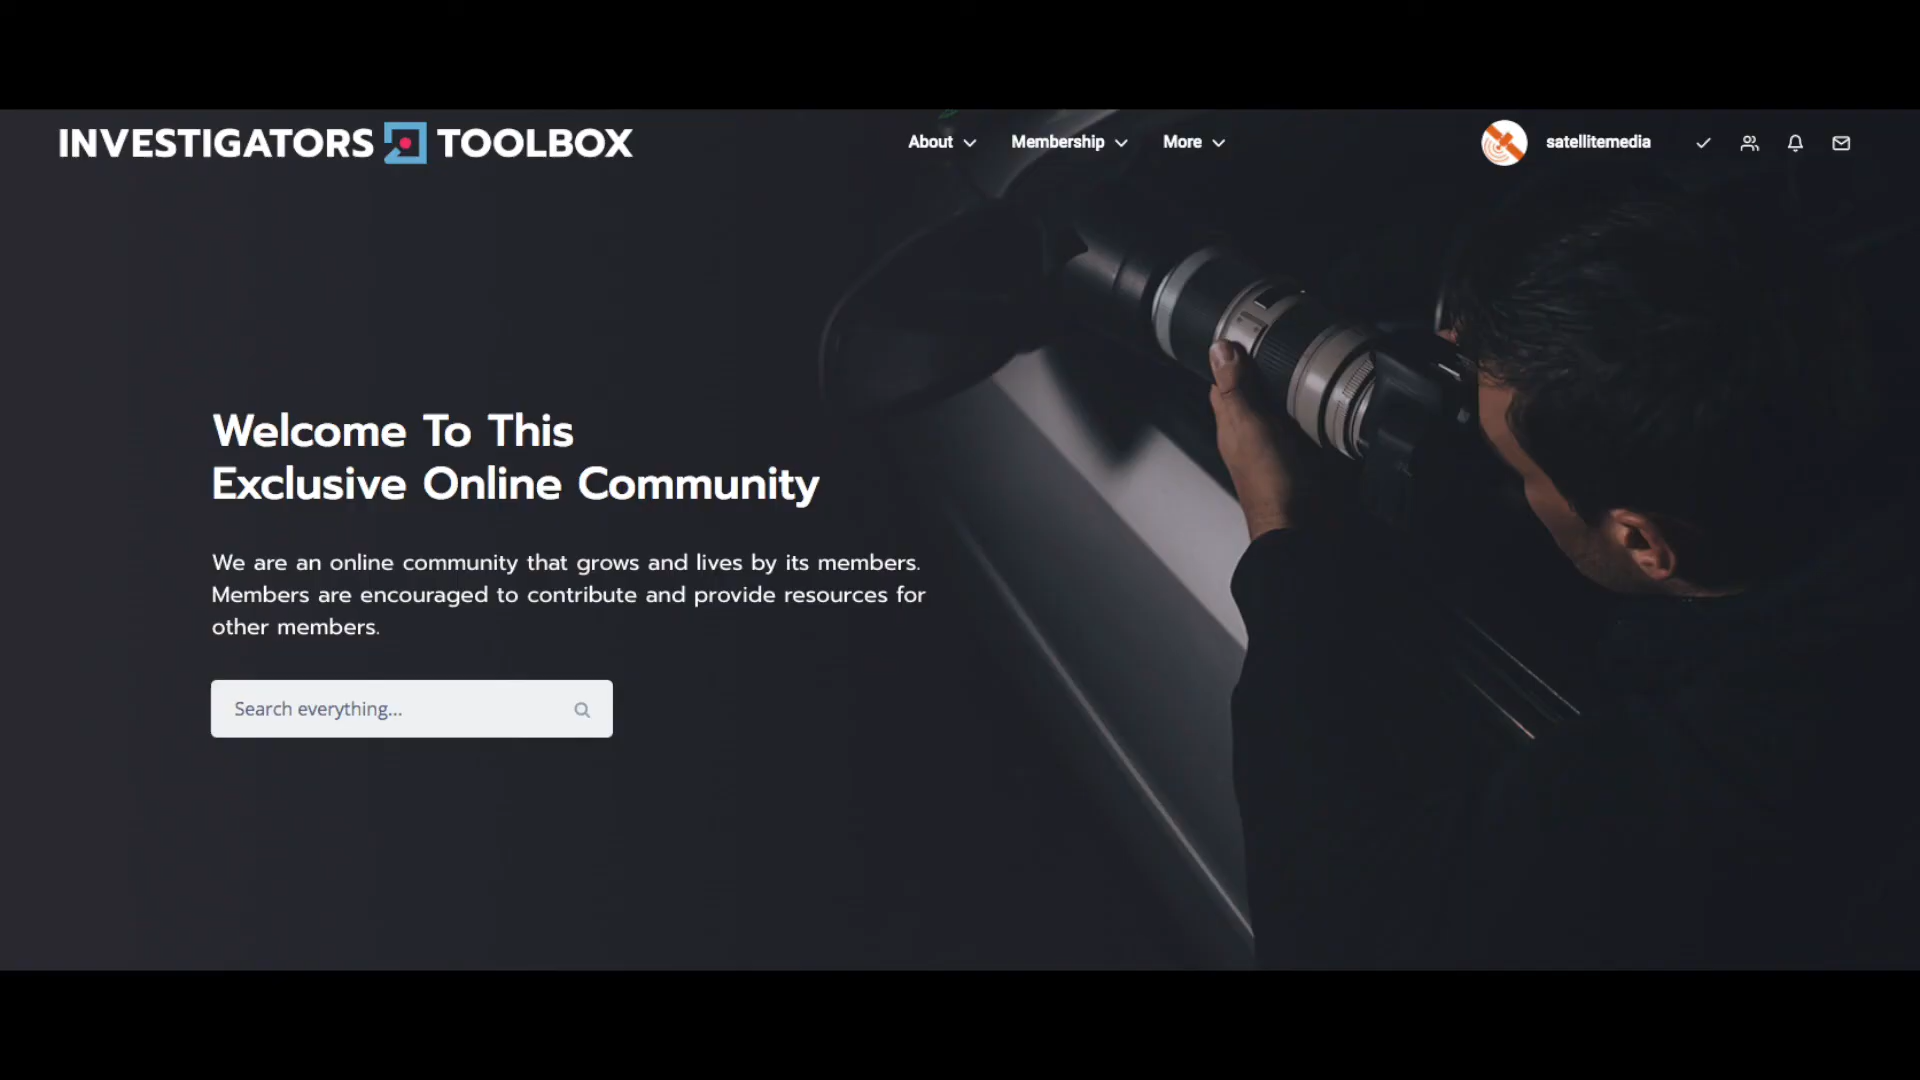 INVESTIGATORS TOOLBOX
About
Membership
More
satellitemedia
Welcome To This
Exclusive Online Community
We are an online community that grows and lives by its members.
Members are encouraged to contribute and provide resources for
other members.
Search everything...